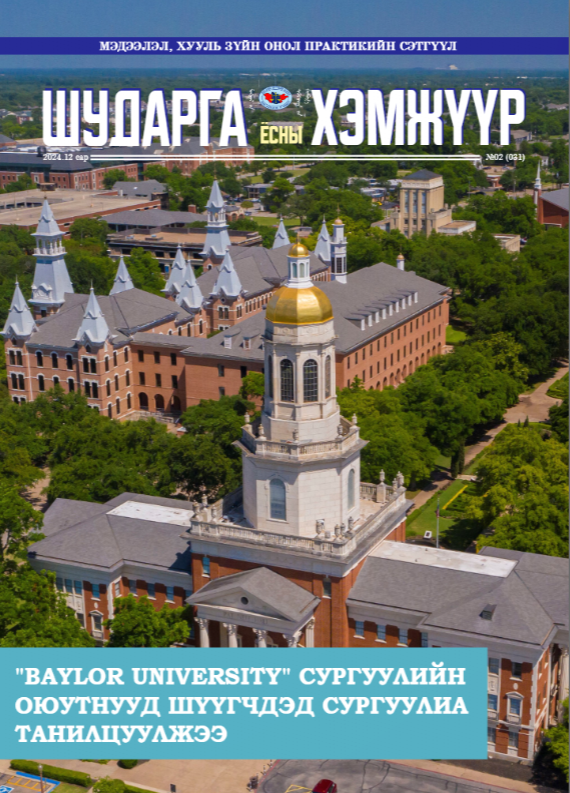 МЭДЭЭЛЭЛ, ХУУЛЬ ЗҮЙН ОНОЛ ПРАКТИКИЙН СЭТГҮҮЛ
ШУДАРГА ЁСНЫ ХЭМЖҮҮР
2024 12 сар №02 (031)
"BAYLOR UNIVERSITY" СУРГУУЛИЙН
ОЮУТНУУД ШҮҮГЧДЭД СУРГУУЛИА
ТАНИЛЦУУЛЖЭЭ